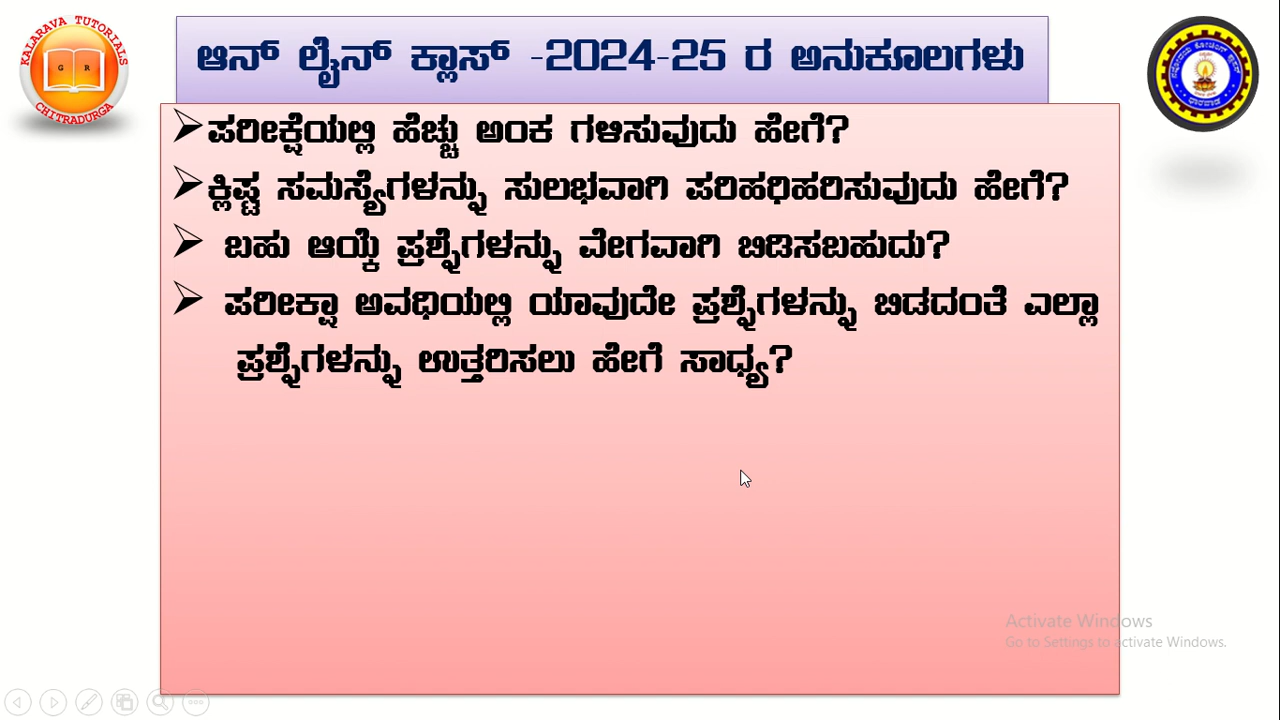 KALARAVA TUTORIALS
G R
CHITRADURGA
ಆನ್ ಲೈನ್ ಕ್ಲಾಸ್ -2024-25 ರ ಅನುಕೂಲಗಳು
➢ಪರೀಕ್ಷೆಯಲ್ಲಿ ಹೆಚ್ಚು ಅಂಕ ಗಳಿಸುವುದು ಹೇಗೆ?
➢ಕ್ಲಿಷ್ಟ ಸಮಸ್ಯೆಗಳನ್ನು ಸುಲಭವಾಗಿ ಪರಿಹರಿಹರಿಸುವುದು ಹೇಗೆ?
➢ ಬಹು ಆಯ್ಕೆ ಪ್ರಶ್ನೆಗಳನ್ನು ವೇಗವಾಗಿ ಬಿಡಿಸಬಹುದು?
➢ ಪರೀಕ್ಷಾ ಅವಧಿಯಲ್ಲಿ ಯಾವುದೇ ಪ್ರಶ್ನೆಗಳನ್ನು ಬಿಡದಂತೆ ಎಲ್ಲಾ
ಪ್ರಶ್ನೆಗಳನ್ನು ಉತ್ತರಿಸಲು ಹೇಗೆ ಸಾಧ್ಯ?
Activate Windows
Go to Settings to activate Windows.